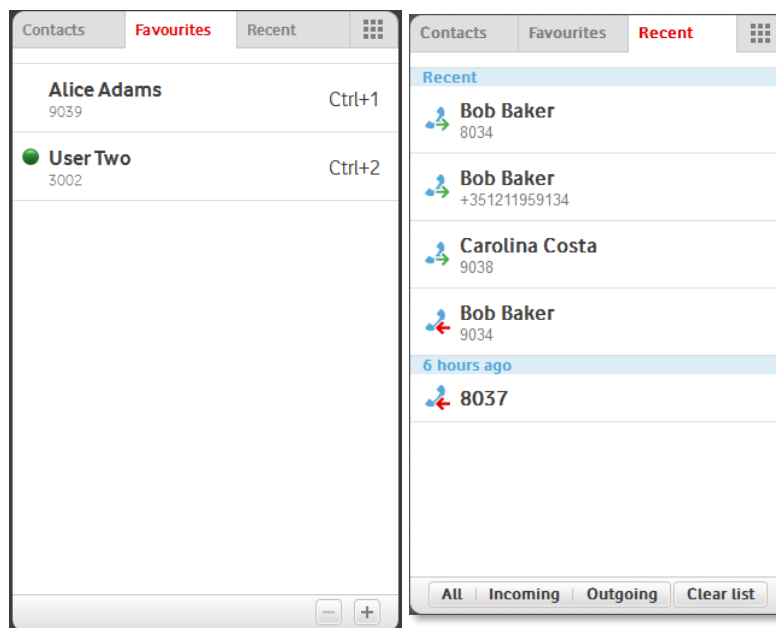 Contacts Favourites Recent
Alice Adams
9039
Ctrl+1
User Two
3002
Ctrl+2
Contacts Favourites Recent
Recent
Bob Baker
8034
Bob Baker
+351211959134
Carolina Costa
9038
Bob Baker
9034
6 hours ago
8037
All Incoming Outgoing Clear list